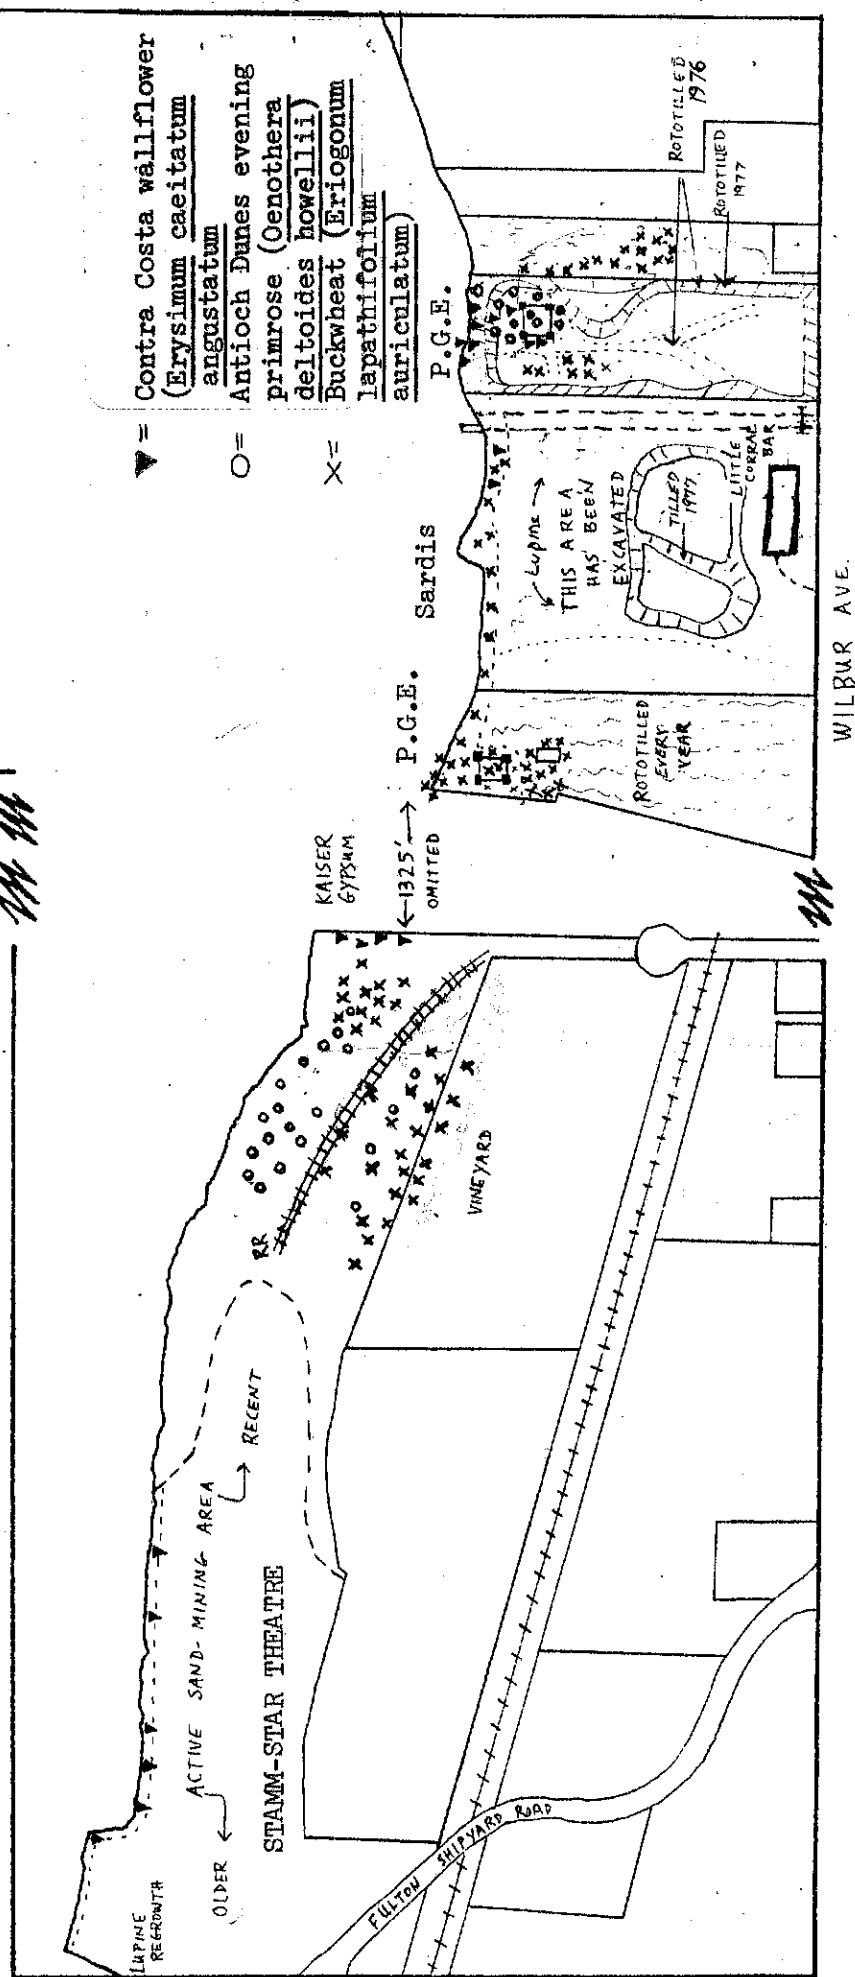 ▼= Contra Costa wallflower
(Erysimum caeitatum
angustatum
O= Antioch Dunes evening
primrose (Oenothera
deltoides howellii)
X= Buckwheat (Eriogonum
lapathifolium
auriculatum)
LUPINE
REGROWTH
OLDER
ACTIVE SAND-MINING AREA
RECENT
STAMM-STAR THEATRE
FULTON SHIPYARD ROAD
RR
VINEYARD
KAISER
GYPSUM
1325'
OMITTED
P.G.E.
Sardis
P.G.E.
ROTOTILLED
EVERY
YEAR
Lupine
THIS AREA
HAS BEEN
EXCAVATED
TILLED
1977
LITTLE
CORRAL
BAR
ROTOTILLED
1976
ROTOTILLED
1977
WILBUR AVE.